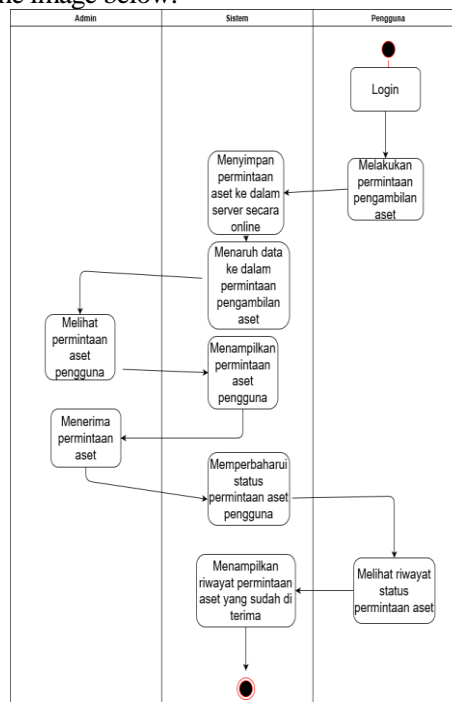 the image below.
Admin
Sistem
Pengguna
Login
Melakukan
permintaan
pengambilan
aset
Menyimpan
permintaan
aset ke dalam
server secara
online
Menaruh data
ke dalam
permintaan
pengambilan
aset
Melihat
permintaan
aset
pengguna
Menampilkan
permintaan
aset
pengguna
Menerima
permintaan
aset
Memperbaharui
status
permintaan aset
pengguna
Melihat riwayat
status
permintaan aset
Menampilkan
riwayat permintaan
aset yang sudah di
terima